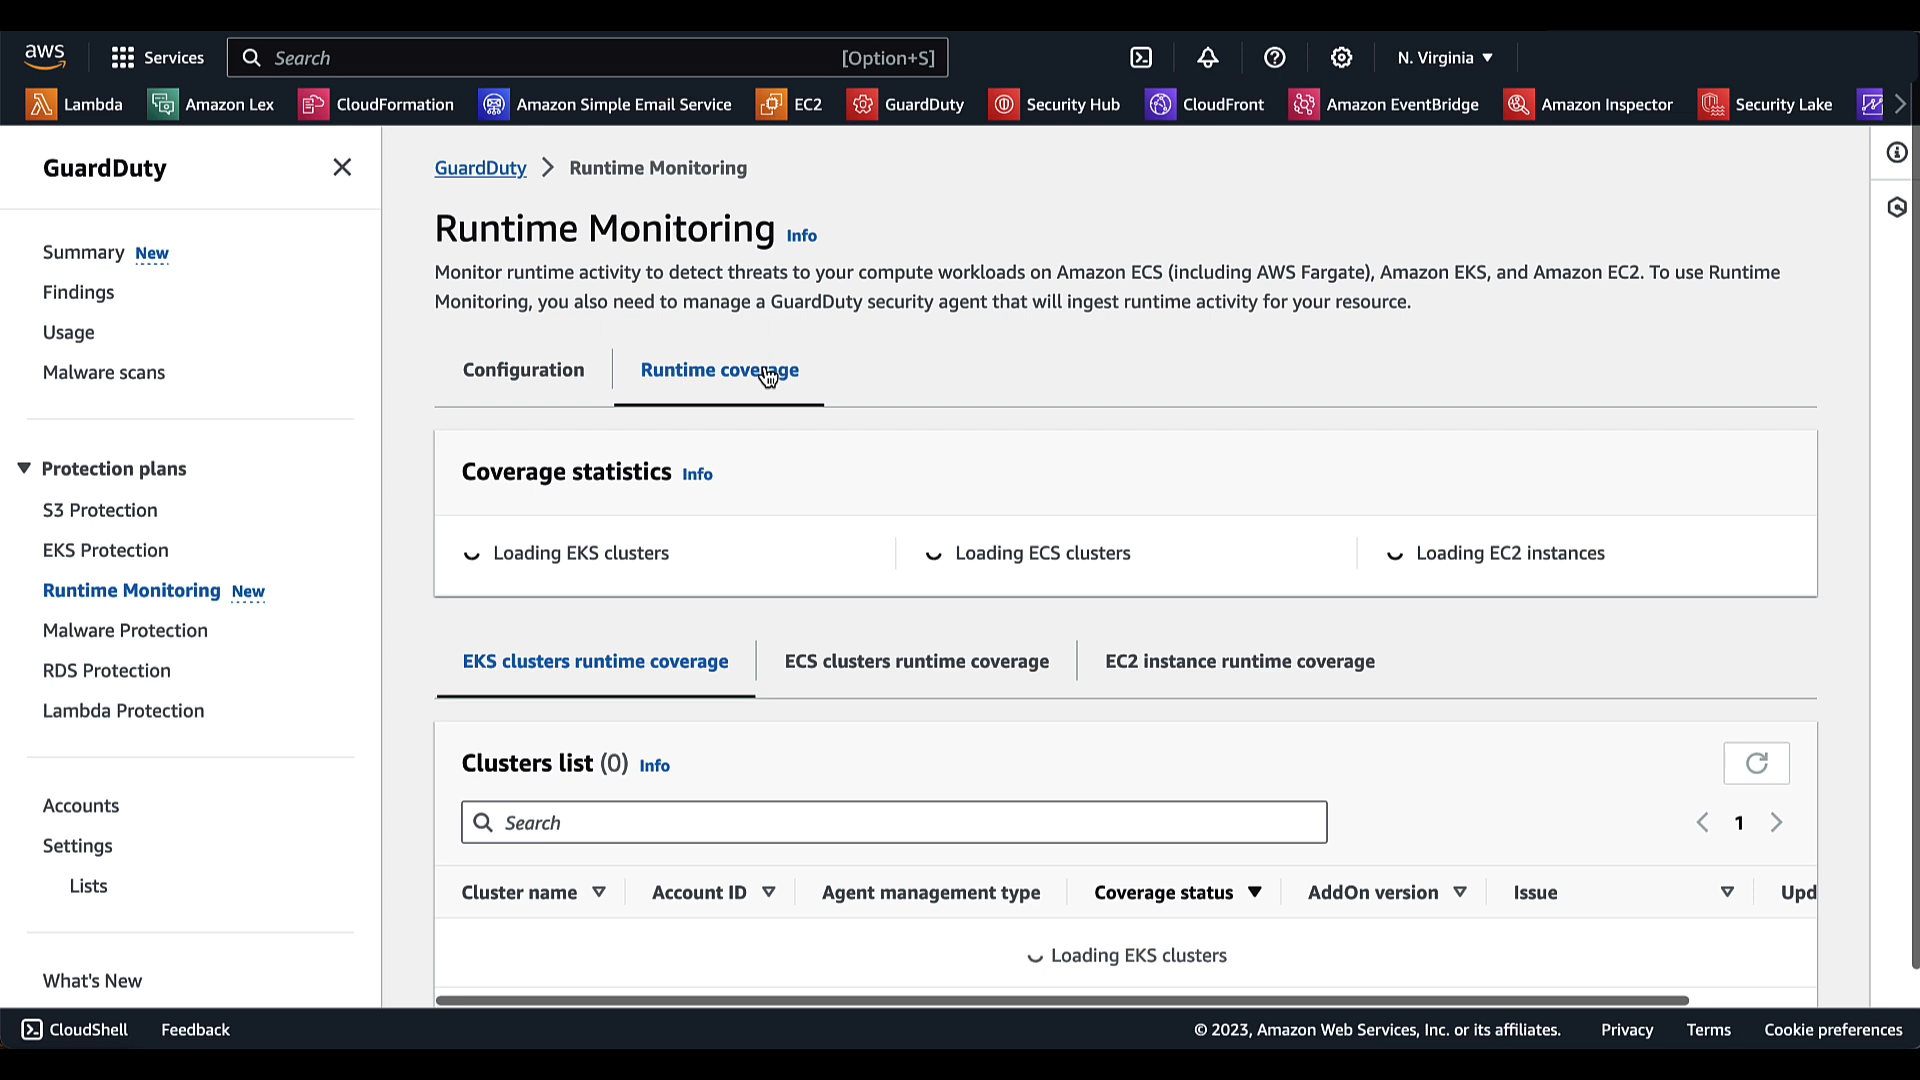 aws
Services
Search
[Option+S]
N. Virginia
Lambda
Amazon Lex
CloudFormation
Amazon Simple Email Service
EC2
GuardDuty
Security Hub
CloudFront
Amazon EventBridge
Amazon Inspector
Security Lake
GuardDuty
Summary New
Findings
Usage
Malware scans
Protection plans
S3 Protection
EKS Protection
Runtime Monitoring New
Malware Protection
RDS Protection
Lambda Protection
Accounts
Settings
Lists
What's New
GuardDuty
Runtime Monitoring
Runtime Monitoring Info
Monitor runtime activity to detect threats to your compute workloads on Amazon ECS (including AWS Fargate), Amazon EKS, and Amazon EC2. To use Runtime
Monitoring, you also need to manage a GuardDuty security agent that will ingest runtime activity for your resource.
Configuration
Runtime coverage
Coverage statistics Info
Loading EKS clusters
Loading ECS clusters
Loading EC2 instances
EKS clusters runtime coverage
ECS clusters runtime coverage
EC2 instance runtime coverage
Clusters list (0) Info
Search
1
Cluster name
Account ID
Agent management type
Coverage status
AddOn version
Issue
Upd
Loading EKS clusters
CloudShell
Feedback
© 2023, Amazon Web Services, Inc. or its affiliates.
Privacy
Terms
Cookie preferences